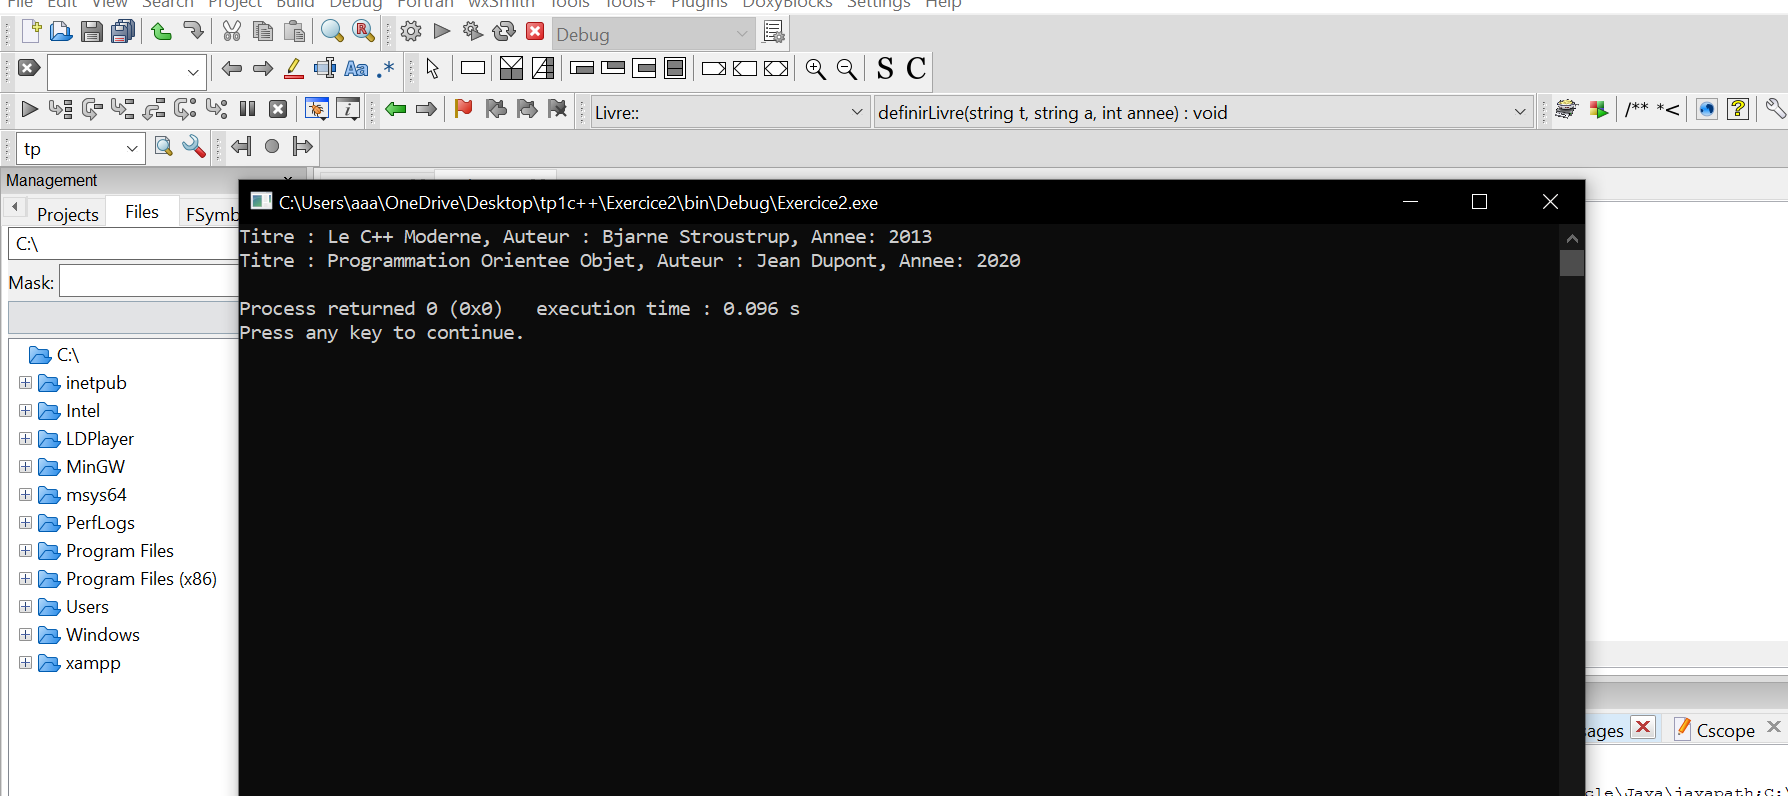 File Edit View Search Project Build Debug Fortran wxSmith Tools Tools+ Plugins DoxyBlocks Settings Help
Debug
Aa .* S C
Livre:: definirLivre(string t, string a, int annee) : void /** *<
tp
Management
Projects Files FSymb
C:\
Mask:
C:\
inetpub
Intel
LDPlayer
MinGW
msys64
PerfLogs
Program Files
Program Files (x86)
Users
Windows
xampp
C:\Users\aaa\OneDrive\Desktop\tp1c++\Exercice2\bin\Debug\Exercice2.exe
Titre : Le C++ Moderne, Auteur : Bjarne Stroustrup, Annee: 2013
Titre : Programmation Orientee Objet, Auteur : Jean Dupont, Annee: 2020
Process returned 0 (0x0)   execution time : 0.096 s
Press any key to continue.
ages Cscope
cle\Java\javapath;C:\